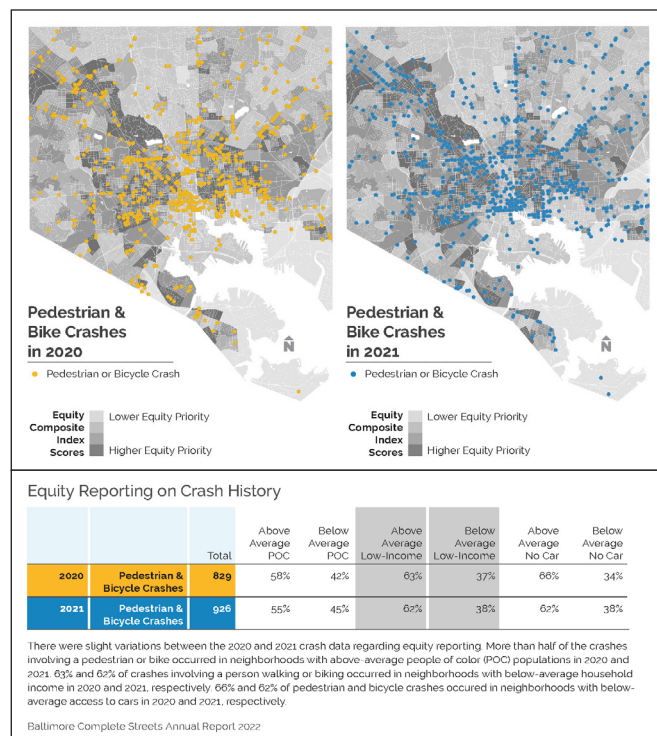 Pedestrian &
Bike Crashes
in 2020
N
Pedestrian or Bicycle Crash
Equity
Composite
Index
Scores
Lower Equity Priority
Higher Equity Priority
Pedestrian &
Bike Crashes
in 2021
N
Pedestrian or Bicycle Crash
Equity
Composite
Index
Scores
Lower Equity Priority
Higher Equity Priority
Equity Reporting on Crash History
Total
Above Average POC
Below Average POC
Above Average Low-Income
Below Average Low-Income
Above Average No Car
Below Average No Car
2020 Pedestrian & Bicycle Crashes 829 58% 42% 63% 37% 66% 34%
2021 Pedestrian & Bicycle Crashes 926 55% 45% 62% 38% 62% 38%
There were slight variations between the 2020 and 2021 crash data regarding equity reporting. More than half of the crashes
involving a pedestrian or bike occurred in neighborhoods with above-average people of color (POC) populations in 2020 and
2021. 63% and 62% of crashes involving a person walking or biking occurred in neighborhoods with below-average household
income in 2020 and 2021, respectively. 66% and 62% of pedestrian and bicycle crashes occured in neighborhoods with below-
average access to cars in 2020 and 2021, respectively.
Baltimore Complete Streets Annual Report 2022